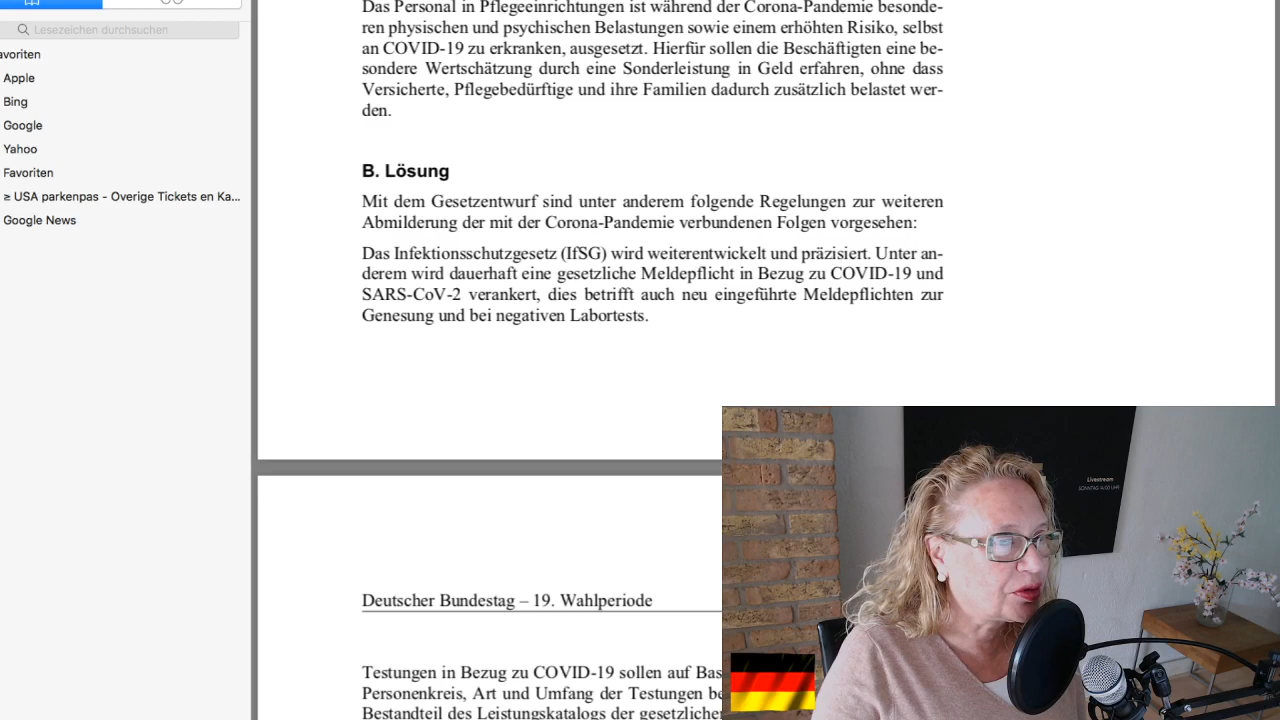 Lesezeichen durchsuchen
avoriten
Apple
Bing
Google
Yahoo
Favoriten
≥ USA parkenpas - Overige Tickets en Ka...
Google News
Das Personal in Pflegeeinrichtungen ist während der Corona-Pandemie besonde-
ren physischen und psychischen Belastungen sowie einem erhöhten Risiko, selbst
an COVID-19 zu erkranken, ausgesetzt. Hierfür sollen die Beschäftigten eine be-
sondere Wertschätzung durch eine Sonderleistung in Geld erfahren, ohne dass
Versicherte, Pflegebedürftige und ihre Familien dadurch zusätzlich belastet wer-
den.
B. Lösung
Mit dem Gesetzentwurf sind unter anderem folgende Regelungen zur weiteren
Abmilderung der mit der Corona-Pandemie verbundenen Folgen vorgesehen:
Das Infektionsschutzgesetz (IfSG) wird weiterentwickelt und präzisiert. Unter an-
derem wird dauerhaft eine gesetzliche Meldepflicht in Bezug zu COVID-19 und
SARS-CoV-2 verankert, dies betrifft auch neu eingeführte Meldepflichten zur
Genesung und bei negativen Labortests.
Deutscher Bundestag – 19. Wahlperiode
Testungen in Bezug zu COVID-19 sollen auf Bas
Personenkreis, Art und Umfang der Testungen be
Bestandteil des Leistungskatalogs der gesetzlicher
Livestream
SONNTAG 14:00 UHR